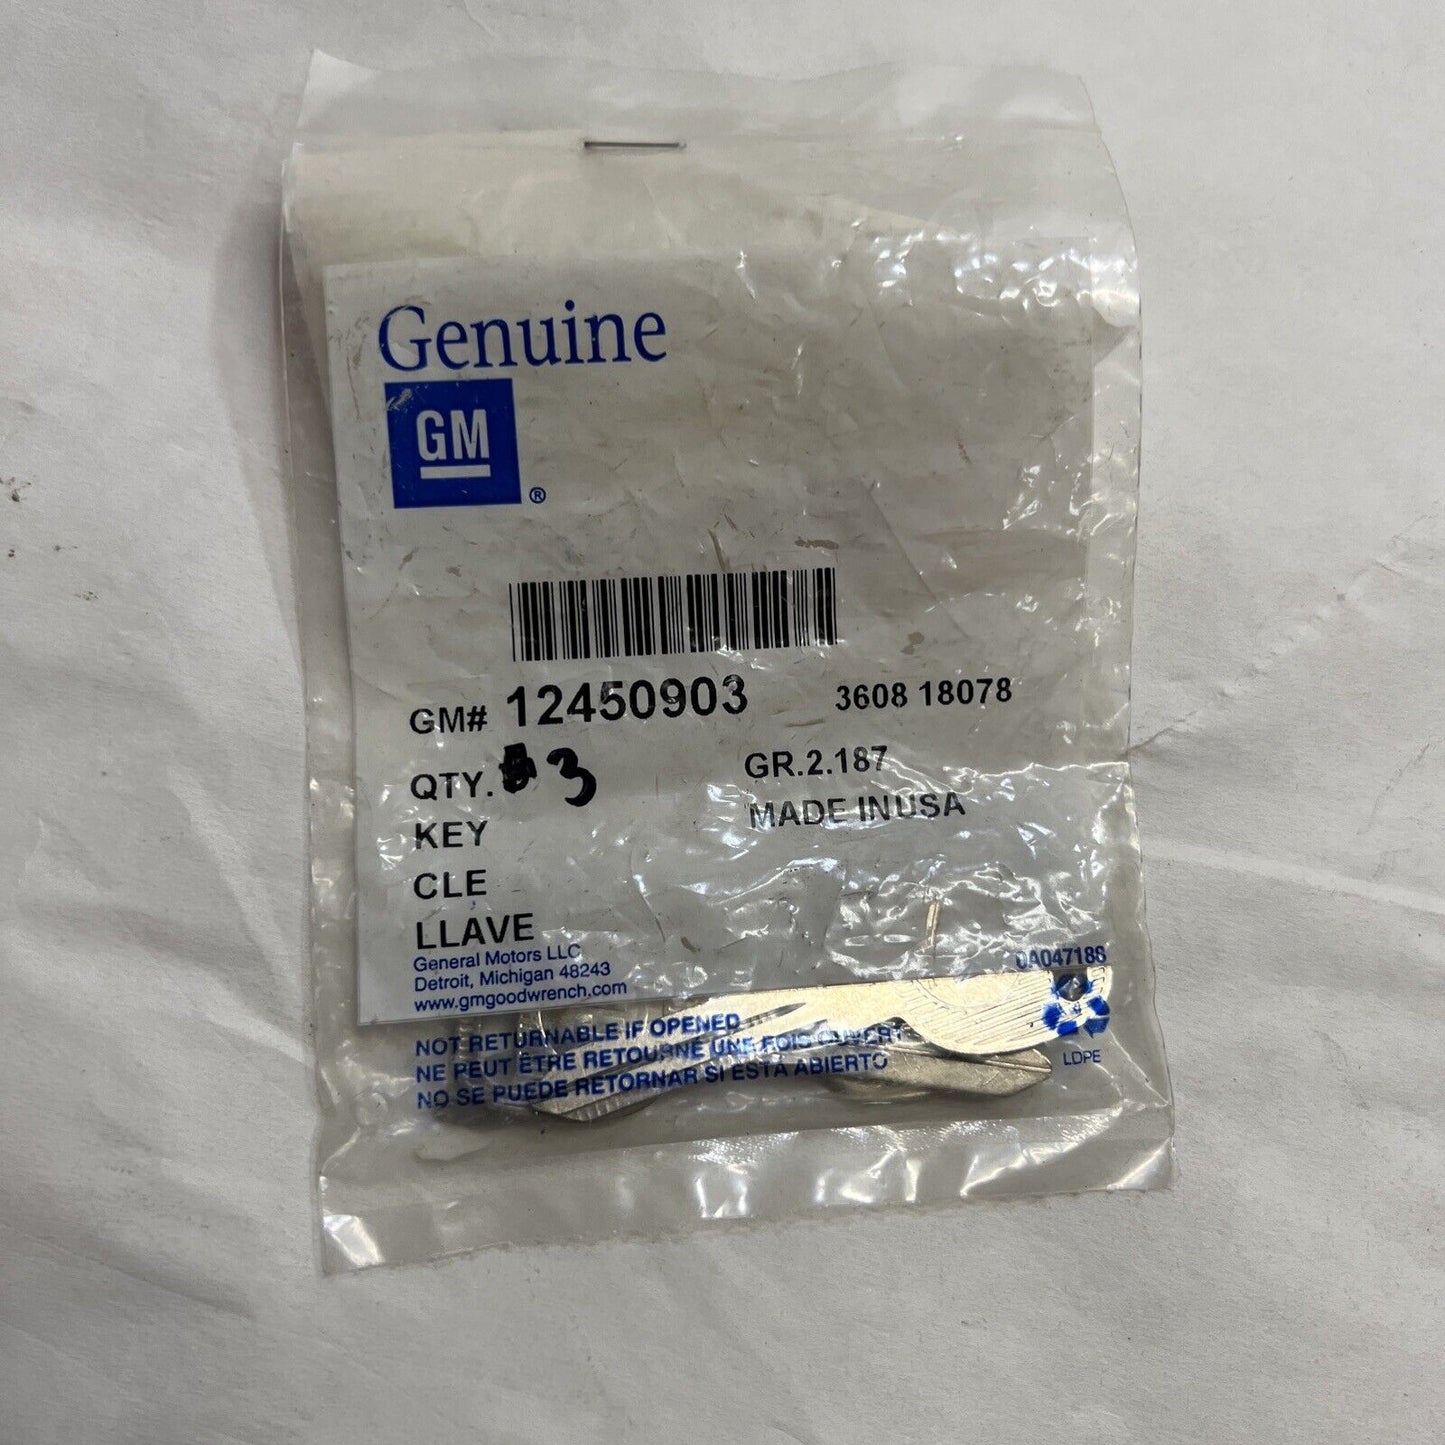 Genuine
GM
®
GM# 12450903 3608 18078
QTY. 3 GR.2.187
KEY MADE IN USA
CLE
LLAVE
General Motors LLC
Detroit, Michigan 48243
www.gmgoodwrench.com
0A047188
NOT RETURNABLE IF OPENED
NE PEUT ÊTRE RETOURNÉ UNE FOIS OUVERT
NO SE PUEDE RETORNAR SI ESTA ABIERTO
LDPE